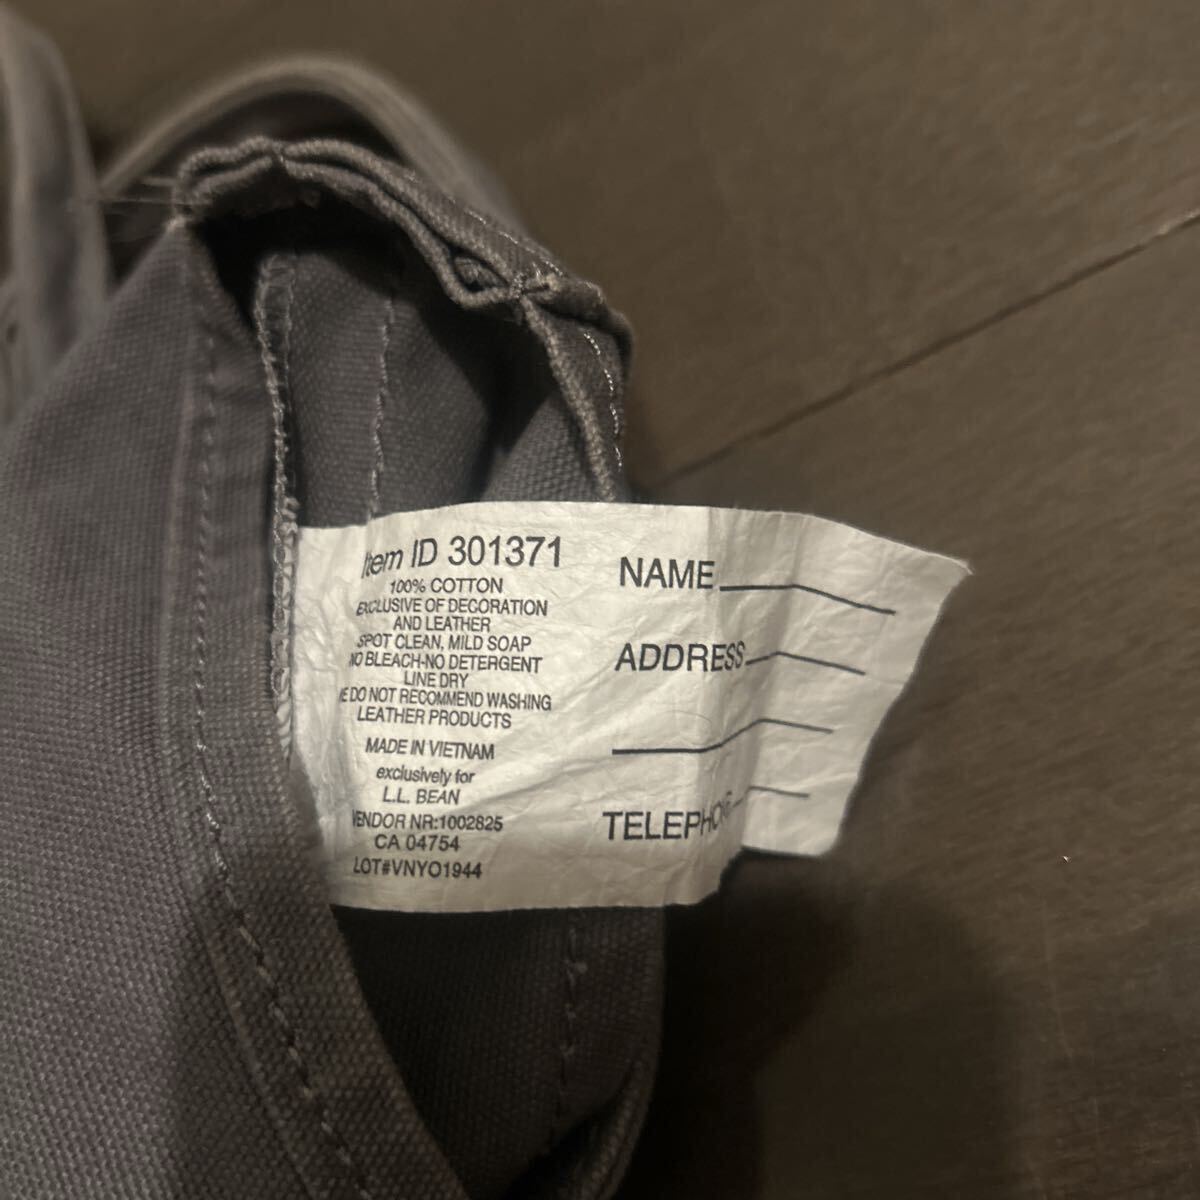 Item ID 301371
100% COTTON
EXCLUSIVE OF DECORATION
AND LEATHER
SPOT CLEAN, MILD SOAP
NO BLEACH-NO DETERGENT
LINE DRY
WE DO NOT RECOMMEND WASHING
LEATHER PRODUCTS
MADE IN VIETNAM
exclusively for
L.L. BEAN
VENDOR NR:1002825
CA 04754
LOT#VNYO1944
NAME
ADDRESS
TELEPHONE